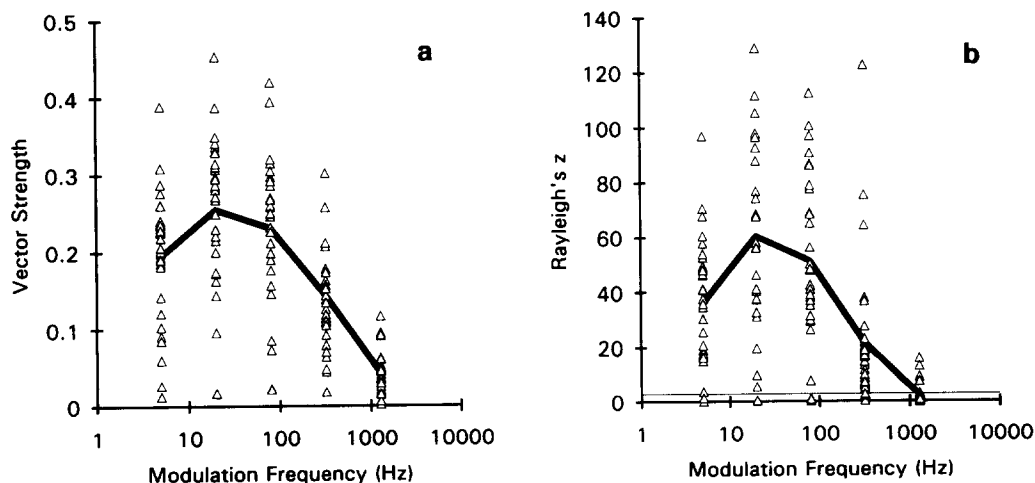 a
0.5
0.4
0.3
0.2
0.1
0
Vector Strength
1 10 100 1000 10000
Modulation Frequency (Hz)
b
140
120
100
80
60
40
20
0
Rayleigh's z
1 10 100 1000 10000
Modulation Frequency (Hz)